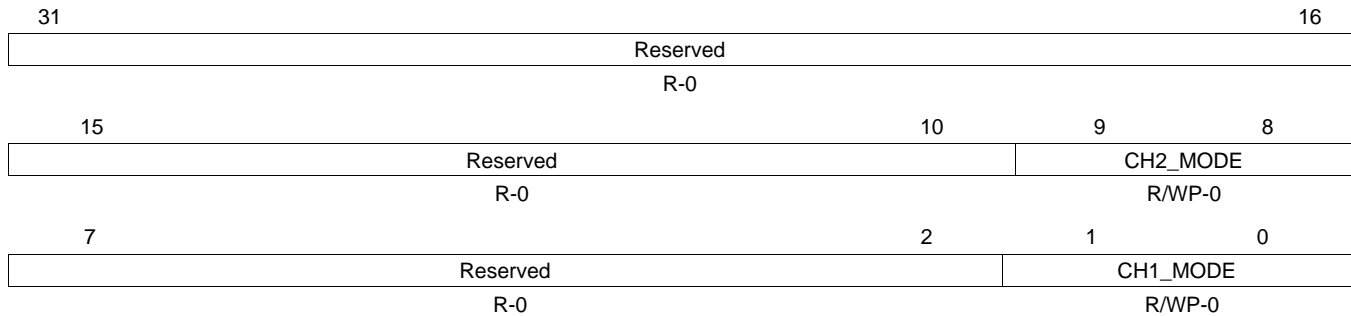 31 16
Reserved
R-0
15 10 9 8
Reserved CH2_MODE
R-0 R/WP-0
7 2 1 0
Reserved CH1_MODE
R-0 R/WP-0